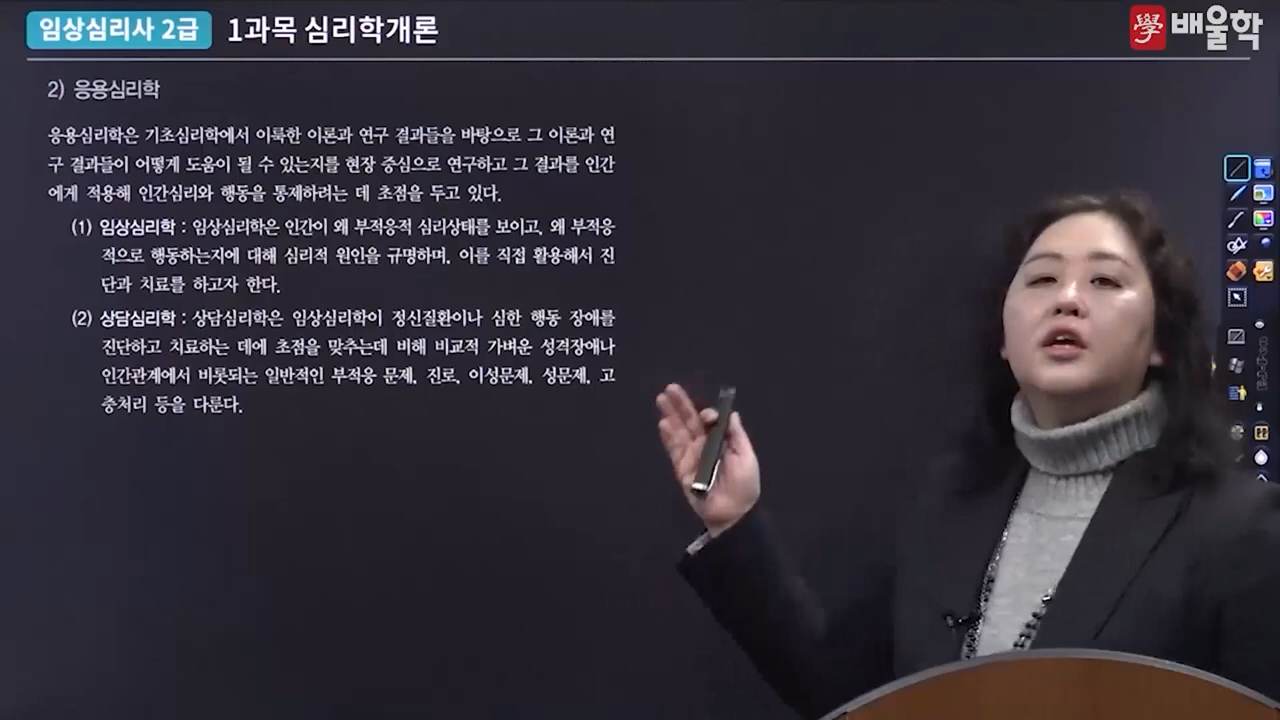 임상심리사 2급 1과목 심리학개론
學 배울학
2) 응용심리학
응용심리학은 기초심리학에서 이룩한 이론과 연구 결과들을 바탕으로 그 이론과 연
구 결과들이 어떻게 도움이 될 수 있는지를 현장 중심으로 연구하고 그 결과를 인간
에게 적용해 인간심리와 행동을 통제하려는 데 초점을 두고 있다.
(1) 임상심리학 : 임상심리학은 인간이 왜 부적응적 심리상태를 보이고, 왜 부적응
적으로 행동하는지에 대해 심리적 원인을 규명하며, 이를 직접 활용해서 진
단과 치료를 하고자 한다.
(2) 상담심리학 : 상담심리학은 임상심리학이 정신질환이나 심한 행동 장애를
진단하고 치료하는 데에 초점을 맞추는데 비해 비교적 가벼운 성격장애나
인간관계에서 비롯되는 일반적인 부적응 문제, 진로, 이성문제, 성문제, 고
충처리 등을 다룬다.